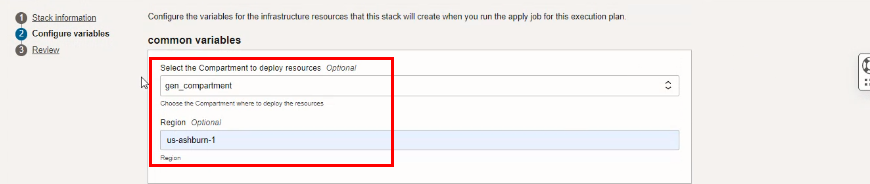 1 Stack information
2 Configure variables
3 Review
Configure the variables for the infrastructure resources that this stack will create when you run the apply job for this execution plan.
common variables
Select the Compartment to deploy resources Optional
gen_compartment
Choose the Compartment where to deploy the resources
Region Optional
us-ashburn-1
Region